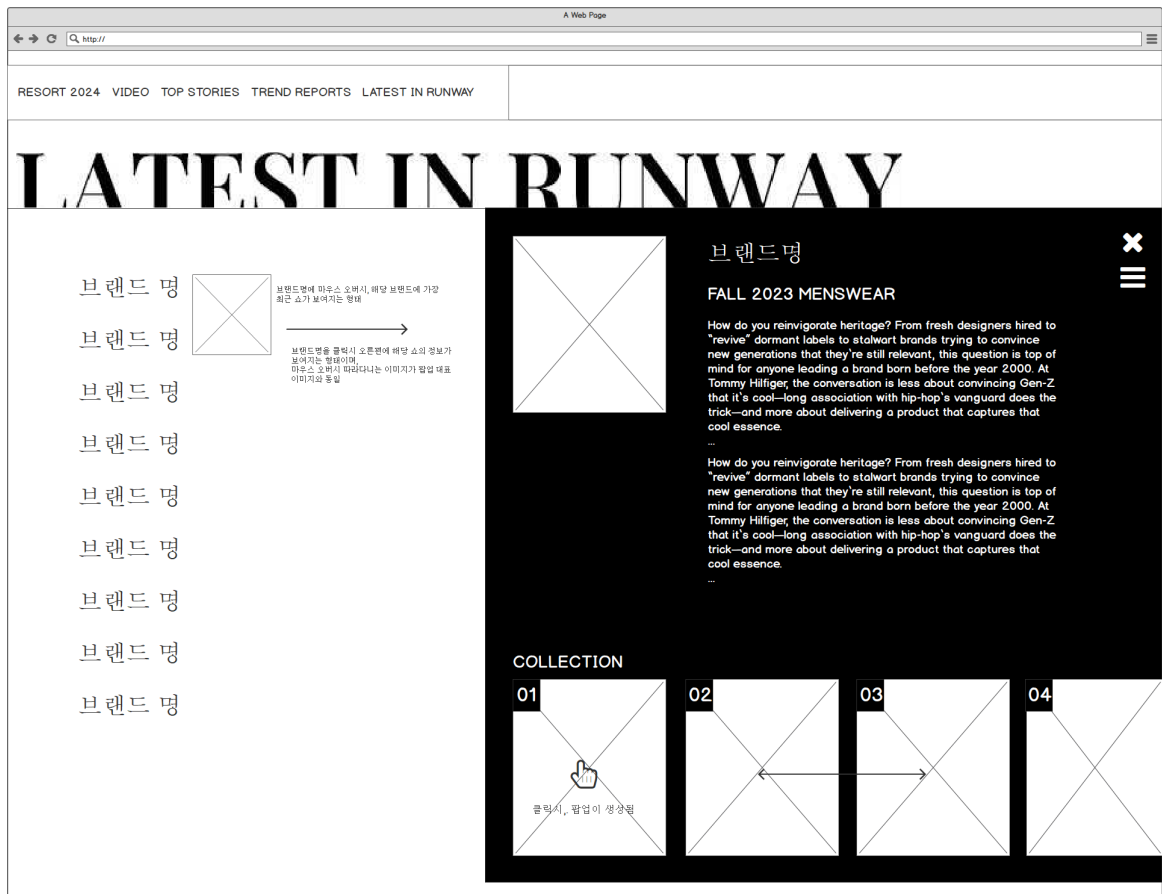 A Web Page
http://
RESORT 2024 VIDEO TOP STORIES TREND REPORTS LATEST IN RUNWAY
LATEST IN RUNWAY
브랜드 명
브랜드 명
브랜드 명
브랜드 명
브랜드 명
브랜드 명
브랜드 명
브랜드 명
브랜드 명
브랜드명에 마우스 오버시, 해당 브랜드에 가장
최근 쇼가 보여지는 형태
브랜드명을 클릭시 오른편에 해당 쇼의 정보가
보여지는 형태이며,
마우스 오버시 따라다니는 이미지가 팝업 대표
이미지와 동일
브랜드명
FALL 2023 MENSWEAR
How do you reinvigorate heritage? From fresh designers hired to
“revive” dormant labels to stalwart brands trying to convince
new generations that they`re still relevant, this question is top of
mind for anyone leading a brand born before the year 2000. At
Tommy Hilfiger, the conversation is less about convincing Gen-Z
that it`s cool—long association with hip-hop`s vanguard does the
trick—and more about delivering a product that captures that
cool essence.
...
How do you reinvigorate heritage? From fresh designers hired to
“revive” dormant labels to stalwart brands trying to convince
new generations that they`re still relevant, this question is top of
mind for anyone leading a brand born before the year 2000. At
Tommy Hilfiger, the conversation is less about convincing Gen-Z
that it`s cool—long association with hip-hop`s vanguard does the
trick—and more about delivering a product that captures that
cool essence.
...
COLLECTION
01
02
03
04
클릭시, 팝업이 생성됨